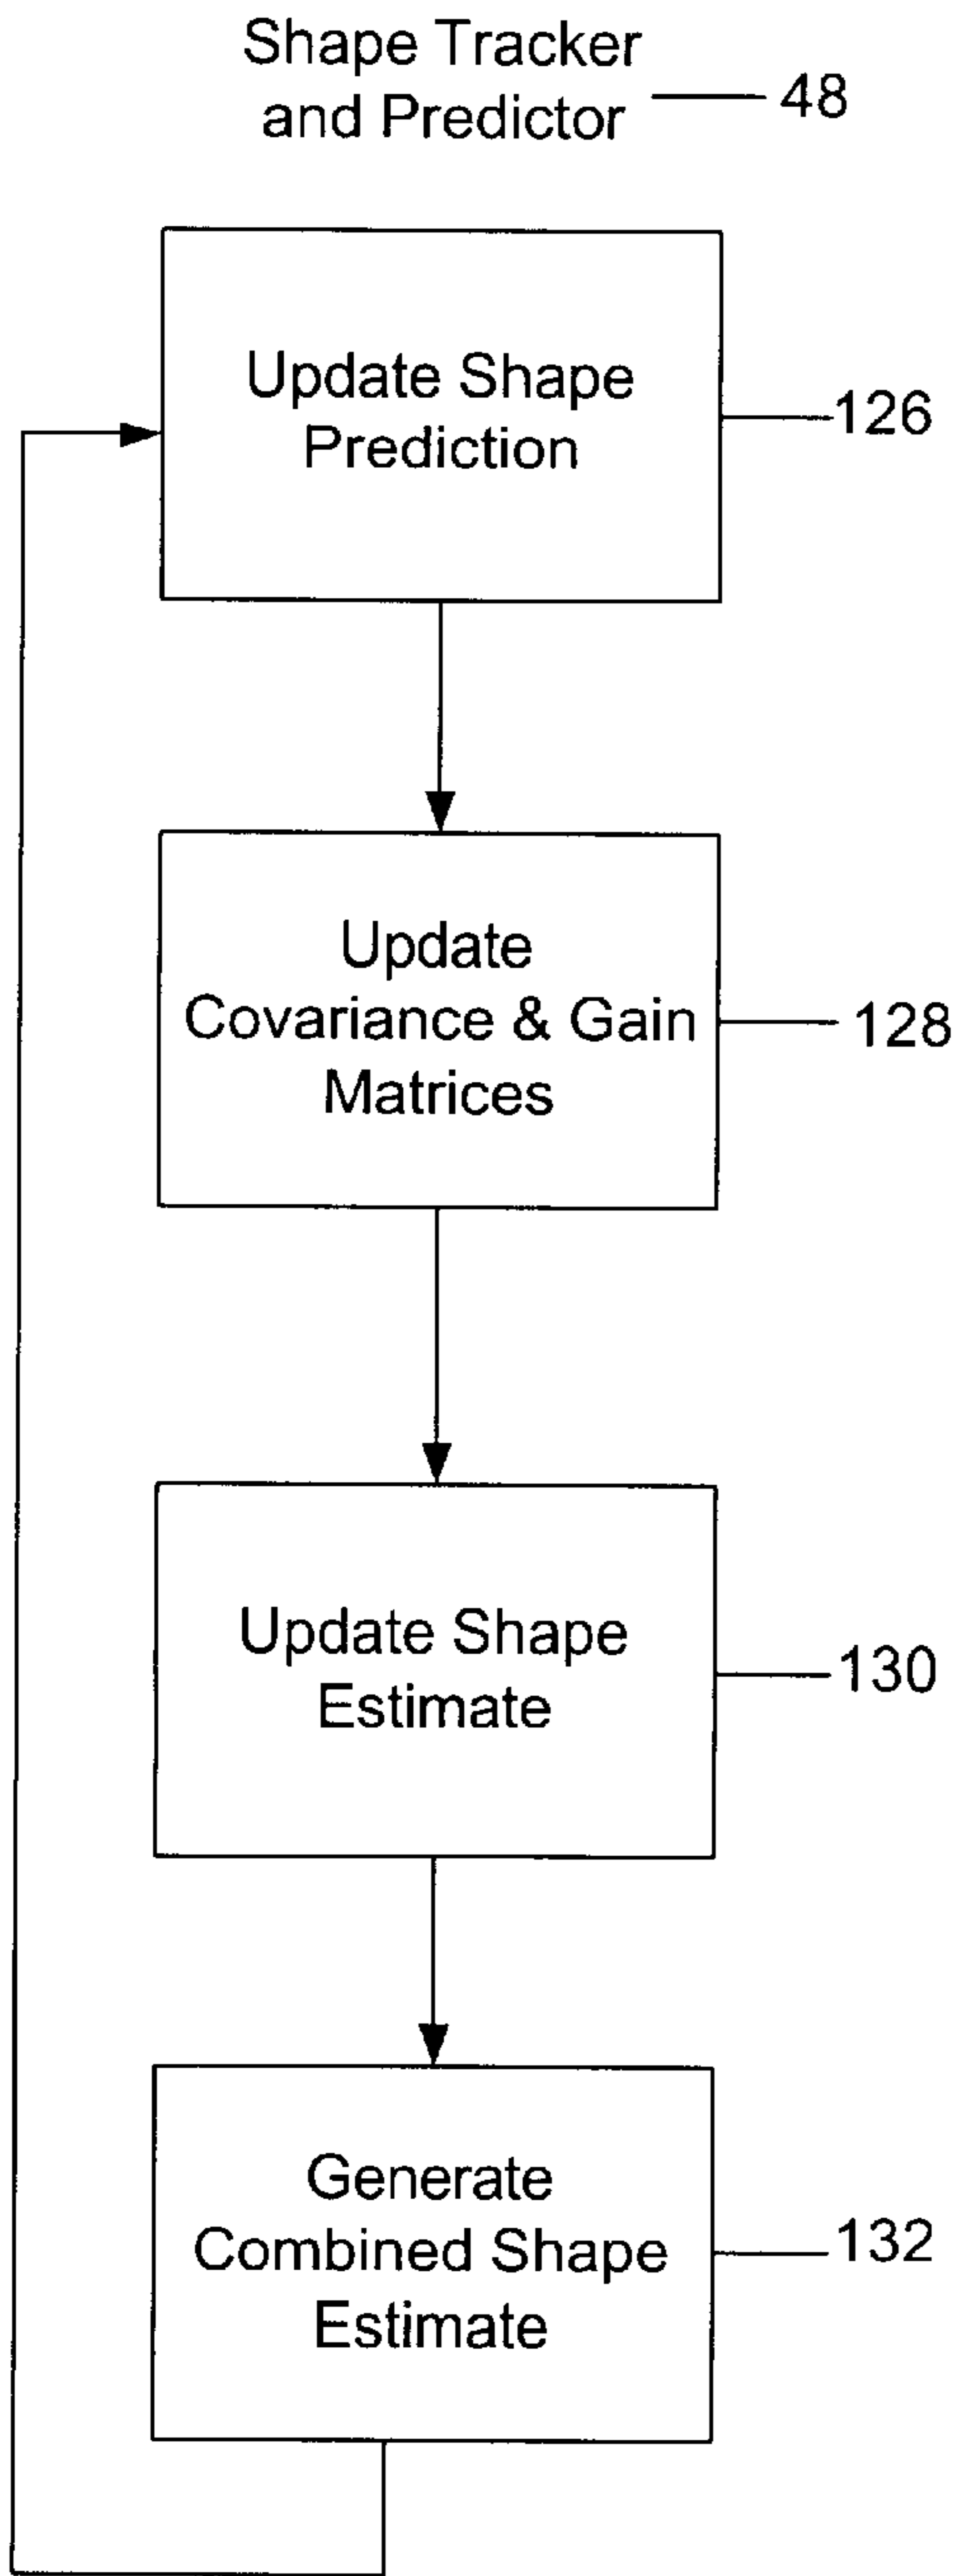 Shape Tracker
and Predictor 48
Update Shape
Prediction
126
Update
Covariance & Gain
Matrices
128
Update Shape
Estimate
130
Generate
Combined Shape
Estimate
132